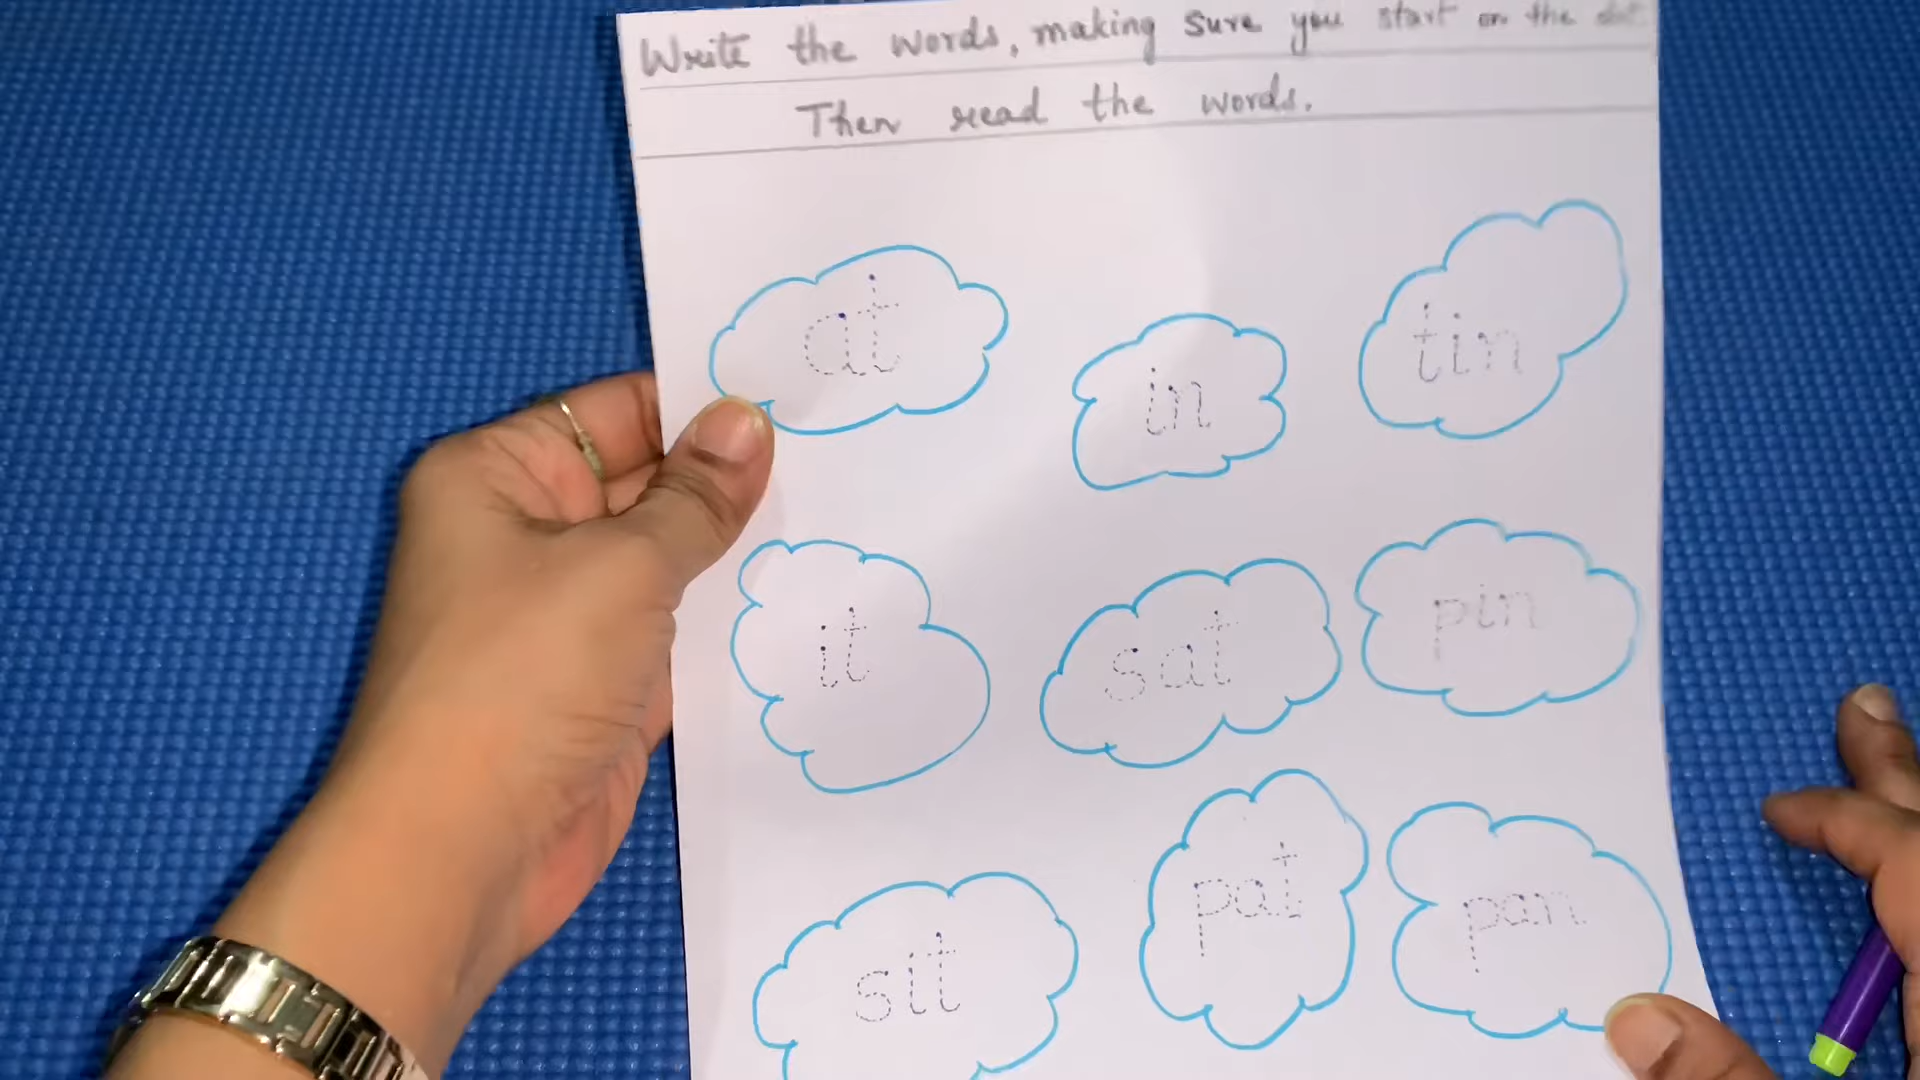 Write the words, making sure you start on the dot
Then read the words.
at
in
tin
it
sat
pin
sit
pat
pan